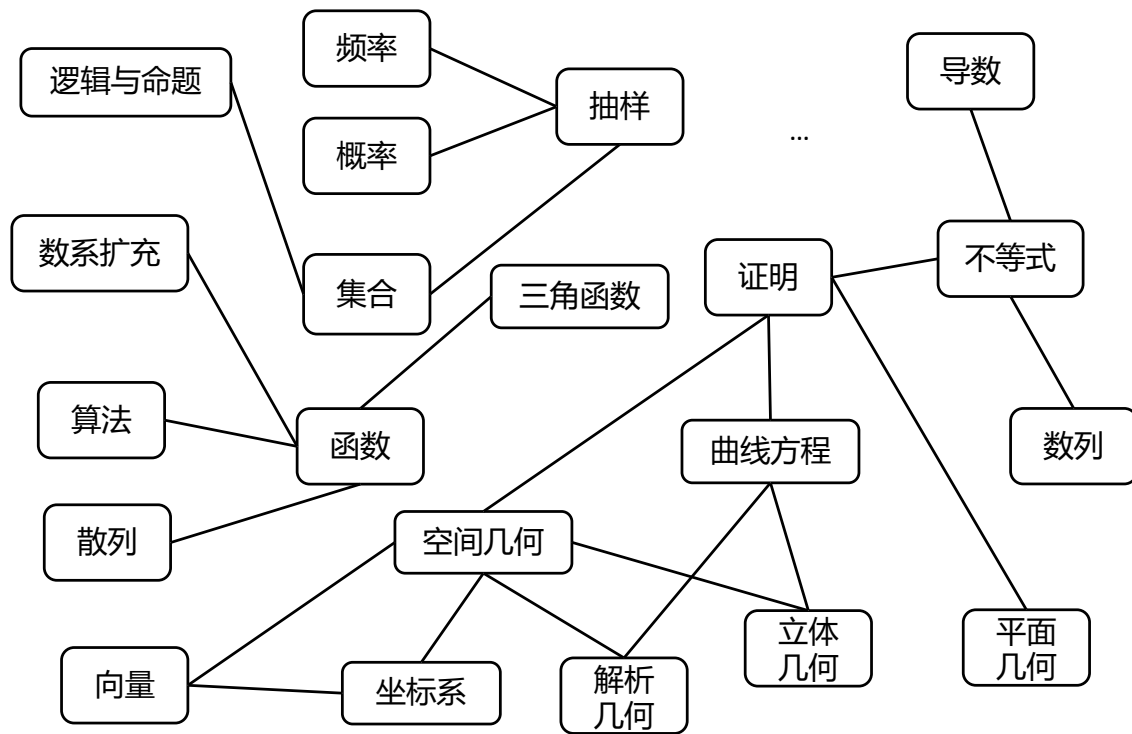 频率
导数
逻辑与命题
抽样
...
概率
数系扩充
不等式
证明
集合
三角函数
算法
函数
曲线方程
数列
散列
空间几何
立体
几何
平面
几何
向量
坐标系
解析
几何